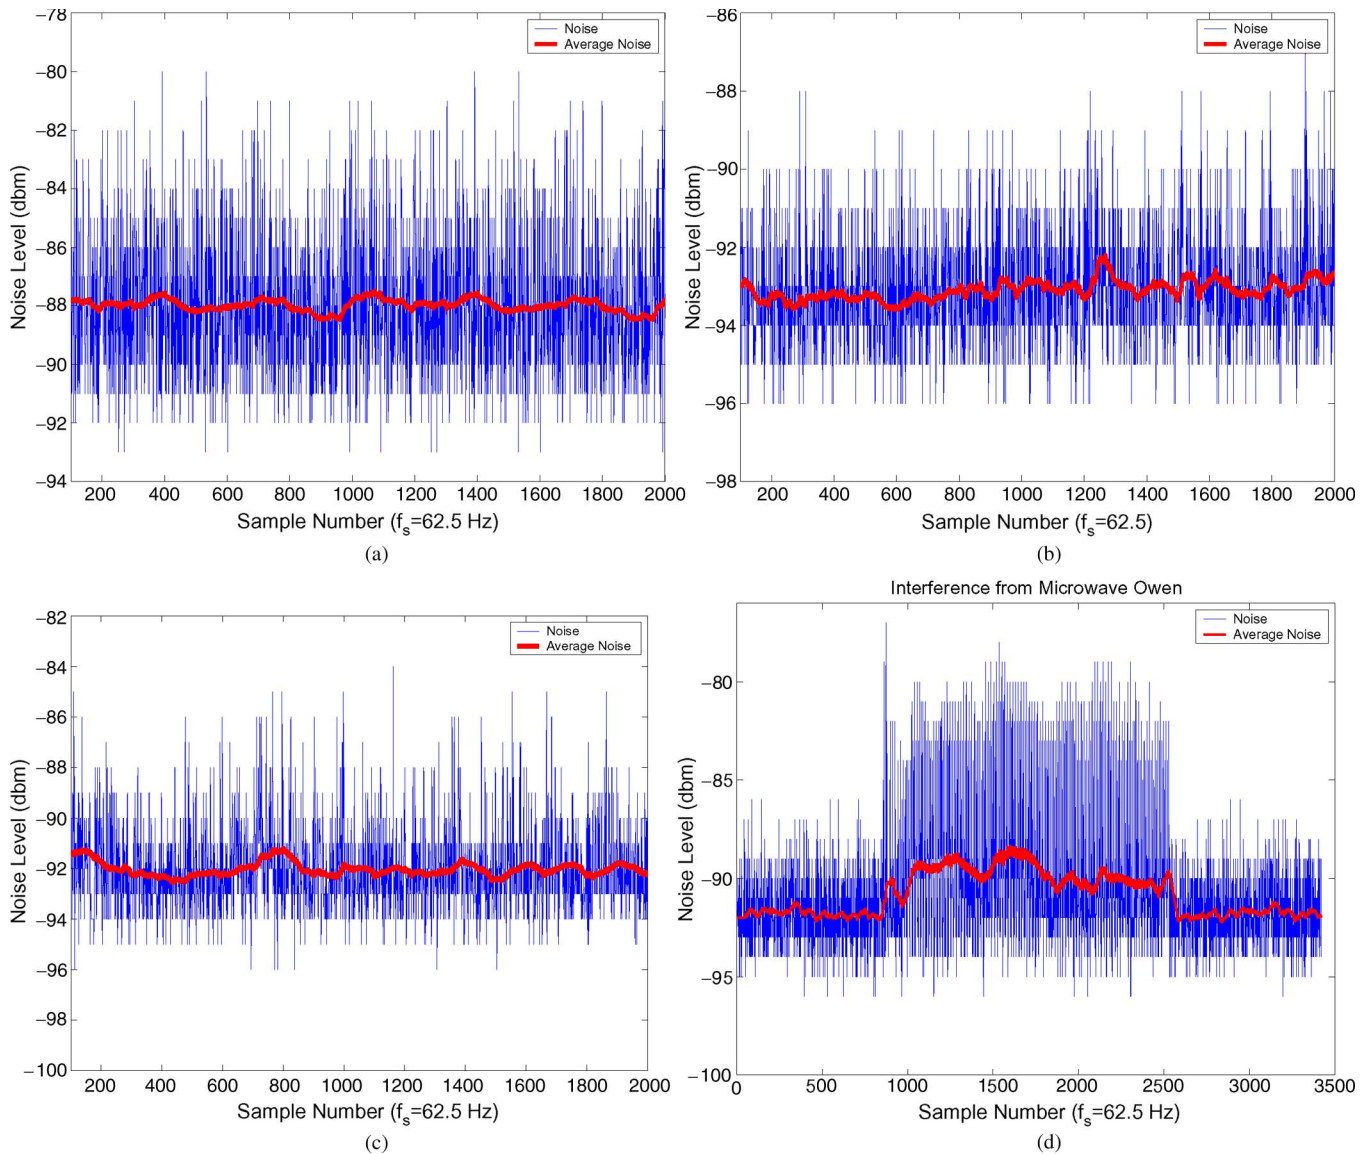 −78
−80
−82
−84
−86
−88
−90
−92
−94
Noise Level (dbm)
Noise
Average Noise
200 400 600 800 1000 1200 1400 1600 1800 2000
Sample Number (fs=62.5 Hz)
(a)
−86
−88
−90
−92
−94
−96
−98
Noise Level (dbm)
Noise
Average Noise
200 400 600 800 1000 1200 1400 1600 1800 2000
Sample Number (fs=62.5)
(b)
−82
−84
−86
−88
−90
−92
−94
−96
−98
−100
Noise Level (dbm)
Noise
Average Noise
200 400 600 800 1000 1200 1400 1600 1800 2000
Sample Number (fs=62.5 Hz)
(c)
Interference from Microwave Owen
−80
−85
−90
−95
−100
Noise Level (dbm)
Noise
Average Noise
0 500 1000 1500 2000 2500 3000 3500
Sample Number (fs=62.5 Hz)
(d)